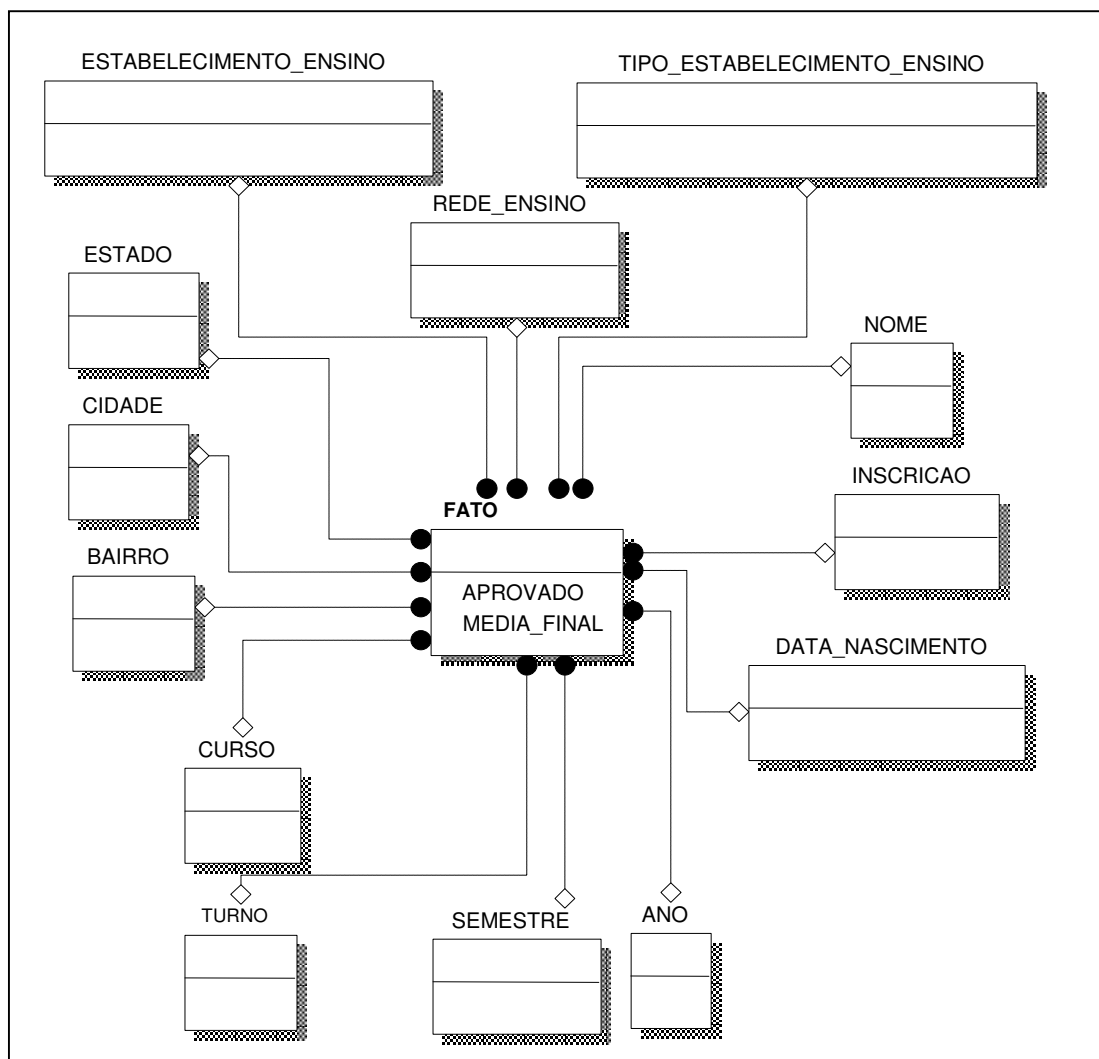 ESTABELECIMENTO_ENSINO
TIPO_ESTABELECIMENTO_ENSINO
REDE_ENSINO
ESTADO
NOME
CIDADE
INSCRICAO
FATO
BAIRRO
APROVADO
MEDIA_FINAL
DATA_NASCIMENTO
CURSO
TURNO
SEMESTRE
ANO